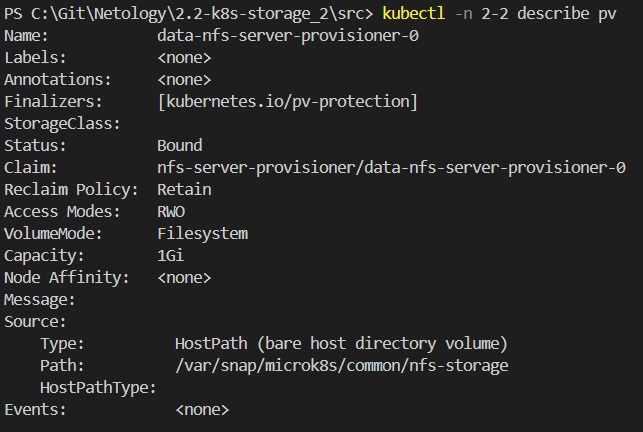 PS C:\Git\Netology\2.2-k8s-storage_2\src> kubectl -n 2-2 describe pv
Name:            data-nfs-server-provisioner-0
Labels:          <none>
Annotations:     <none>
Finalizers:      [kubernetes.io/pv-protection]
StorageClass:
Status:          Bound
Claim:           nfs-server-provisioner/data-nfs-server-provisioner-0
Reclaim Policy:  Retain
Access Modes:    RWO
VolumeMode:      Filesystem
Capacity:        1Gi
Node Affinity:   <none>
Message:
Source:
    Type:          HostPath (bare host directory volume)
    Path:          /var/snap/microk8s/common/nfs-storage
    HostPathType:
Events:            <none>